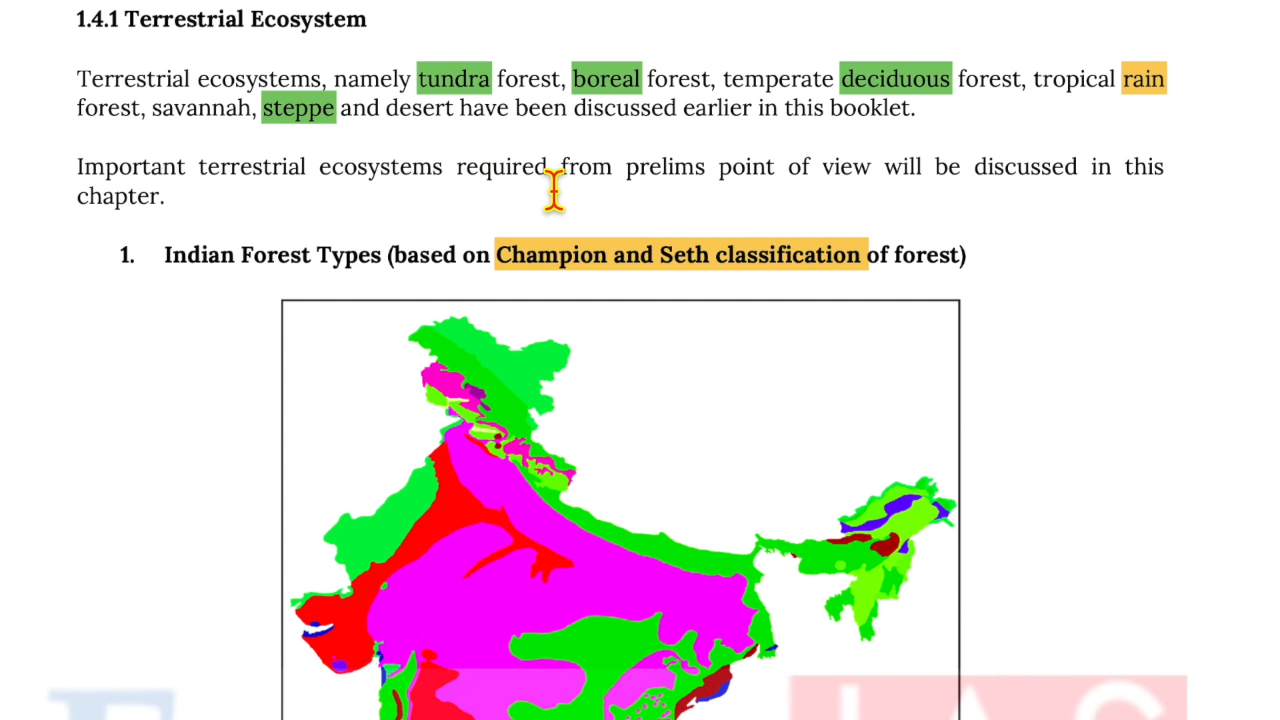 1.4.1 Terrestrial Ecosystem
Terrestrial ecosystems, namely tundra forest, boreal forest, temperate deciduous forest, tropical rain
forest, savannah, steppe and desert have been discussed earlier in this booklet.
Important terrestrial ecosystems required from prelims point of view will be discussed in this
chapter.
1. Indian Forest Types (based on Champion and Seth classification of forest)